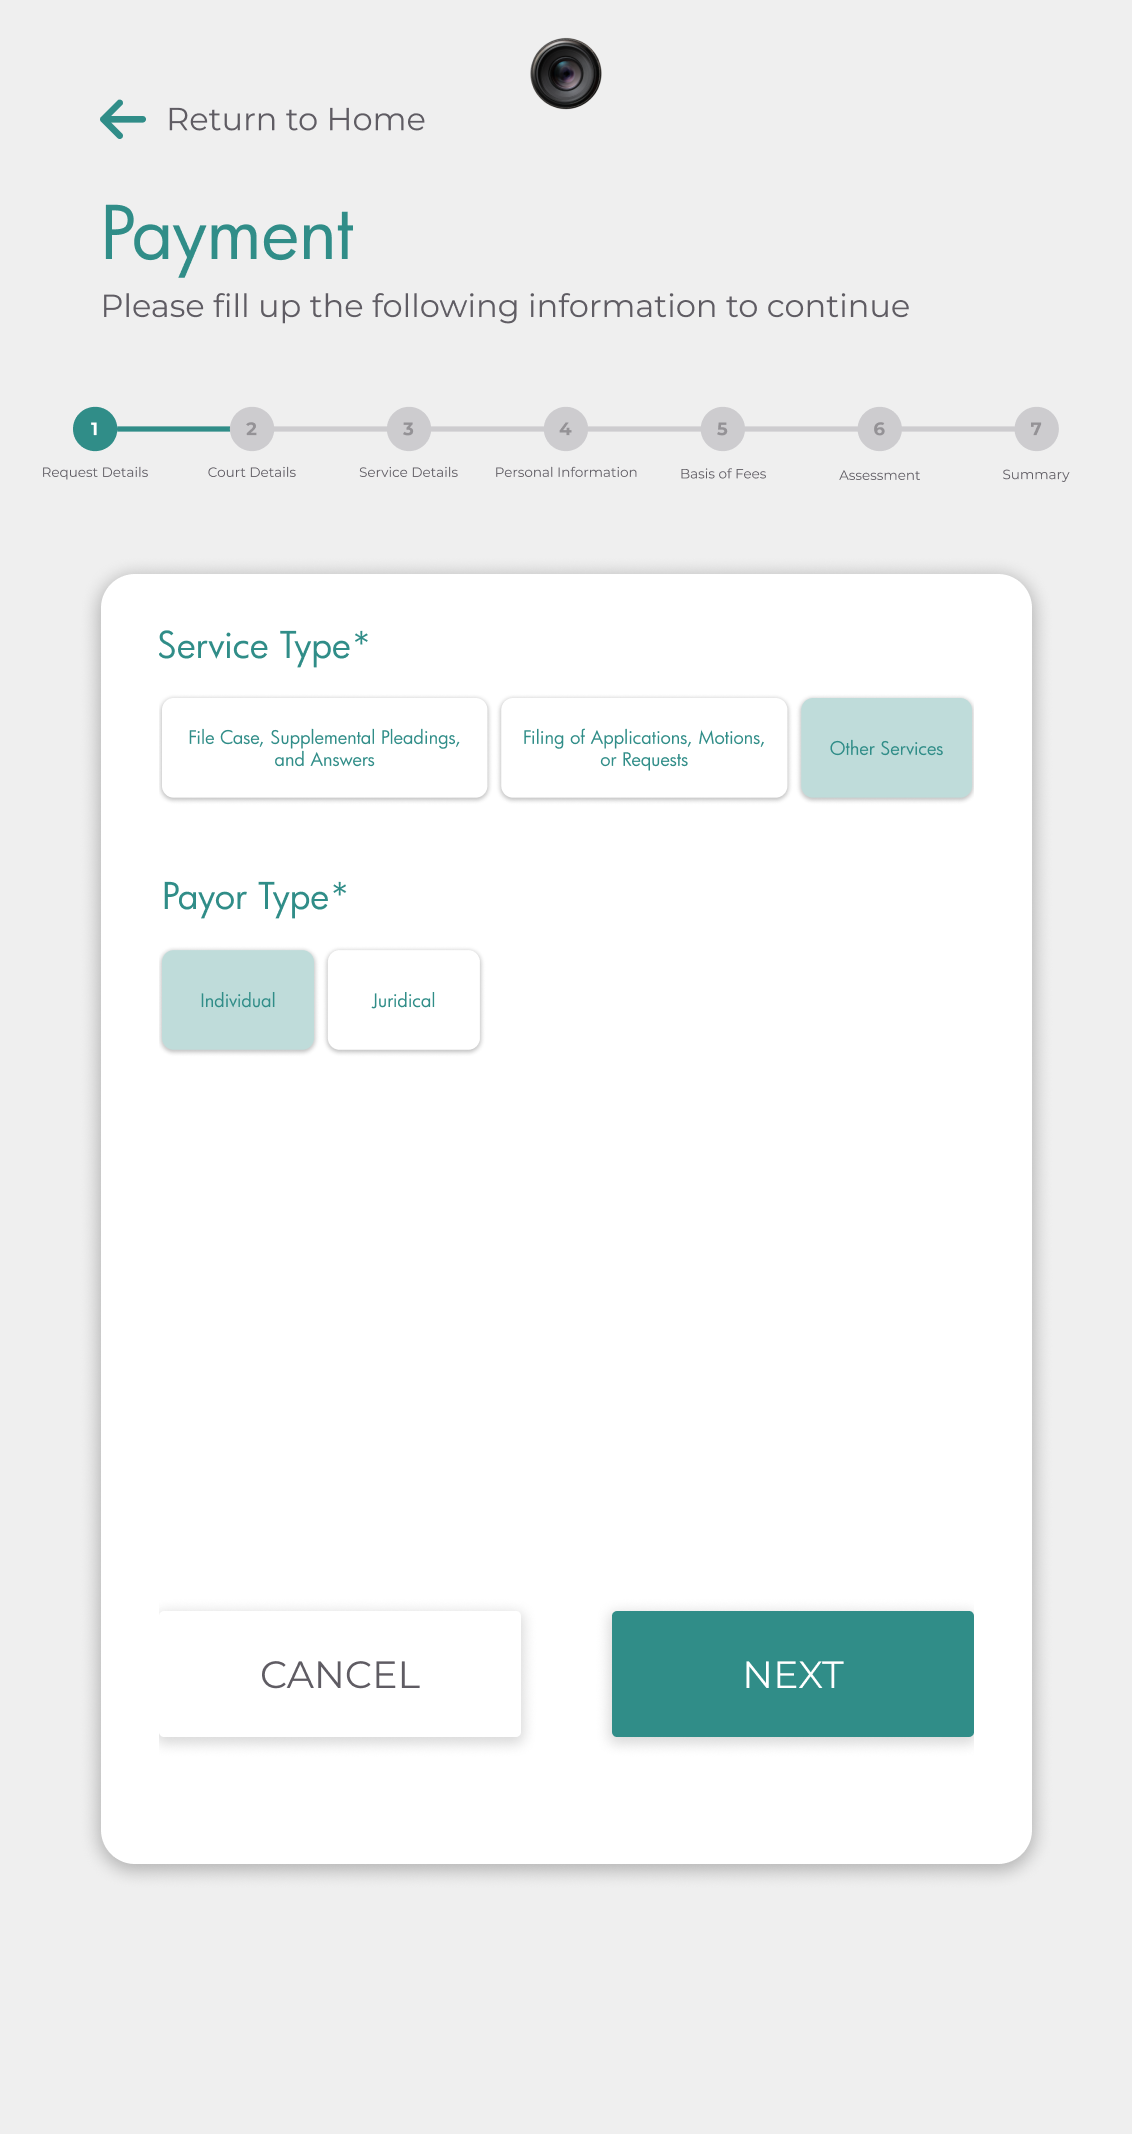 Return to Home
Payment
Please fill up the following information to continue
1 2 3 4 5 6 7
Request Details Court Details Service Details Personal Information Basis of Fees Assessment Summary
Service Type*
File Case, Supplemental Pleadings,
and Answers
Filing of Applications, Motions,
or Requests
Other Services
Payor Type*
Individual
Juridical
CANCEL
NEXT